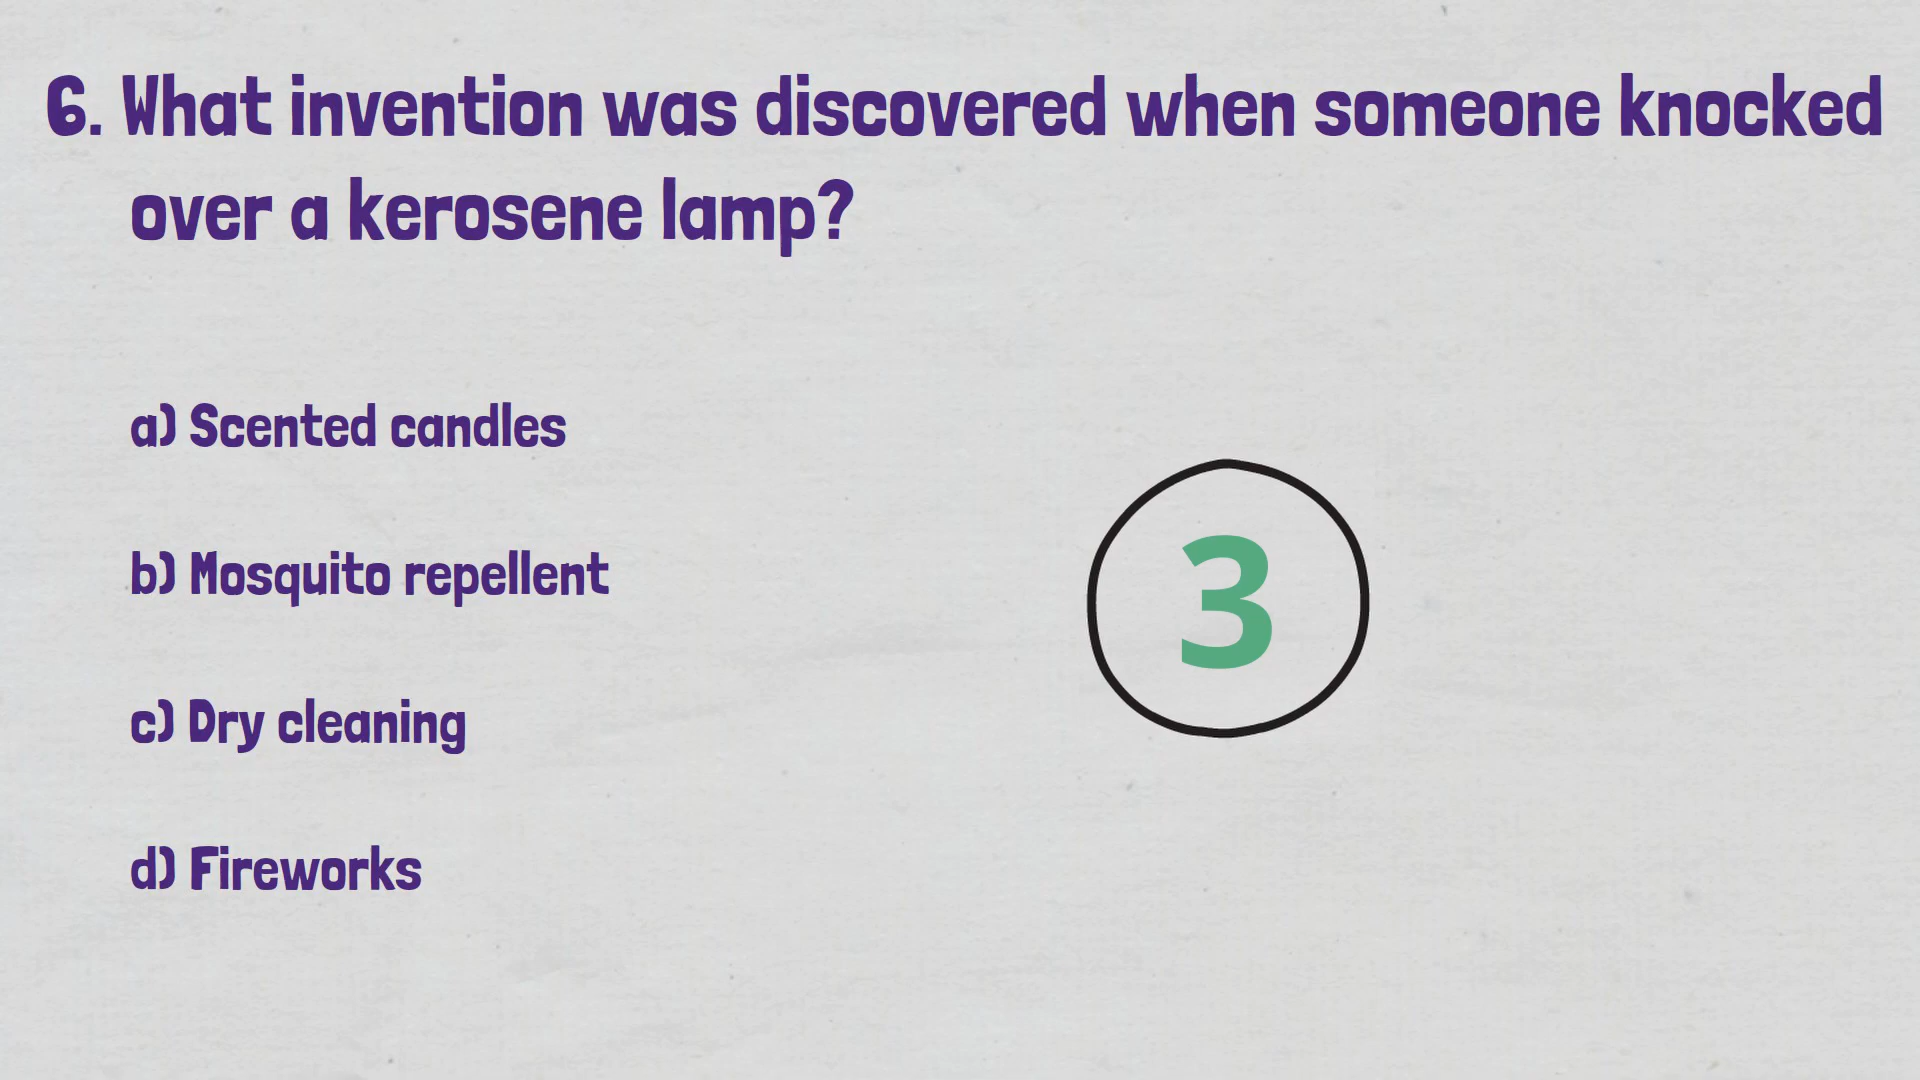 6. What invention was discovered when someone knocked
over a kerosene lamp?
a) Scented candles
b) Mosquito repellent
3
c) Dry cleaning
d) Fireworks